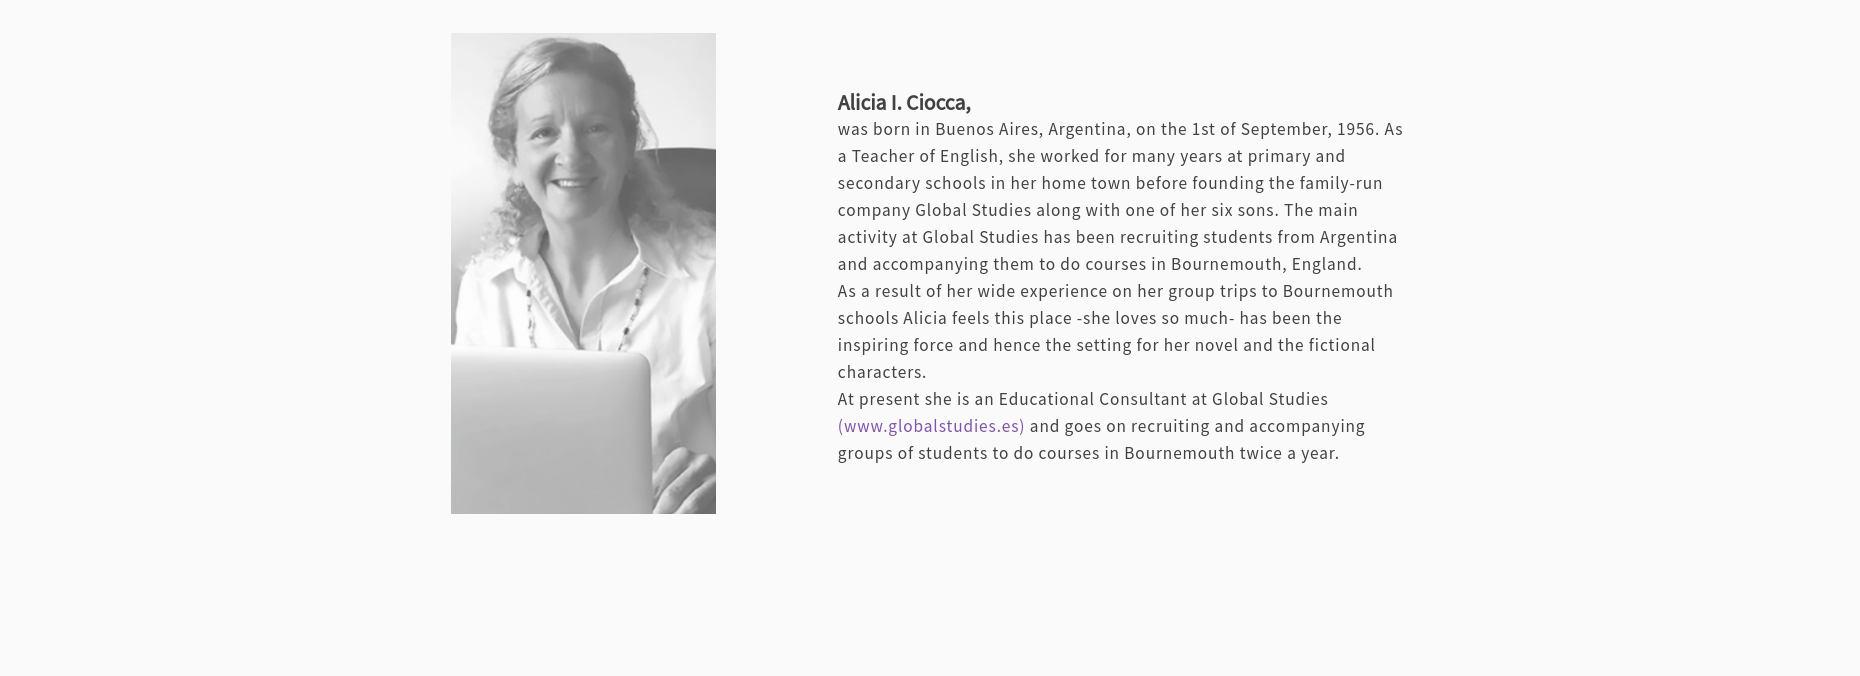 Alicia I. Ciocca,
was born in Buenos Aires, Argentina, on the 1st of September, 1956. As
a Teacher of English, she worked for many years at primary and
secondary schools in her home town before founding the family-run
company Global Studies along with one of her six sons. The main
activity at Global Studies has been recruiting students from Argentina
and accompanying them to do courses in Bournemouth, England.
As a result of her wide experience on her group trips to Bournemouth
schools Alicia feels this place -she loves so much- has been the
inspiring force and hence the setting for her novel and the fictional
characters.
At present she is an Educational Consultant at Global Studies
(www.globalstudies.es) and goes on recruiting and accompanying
groups of students to do courses in Bournemouth twice a year.